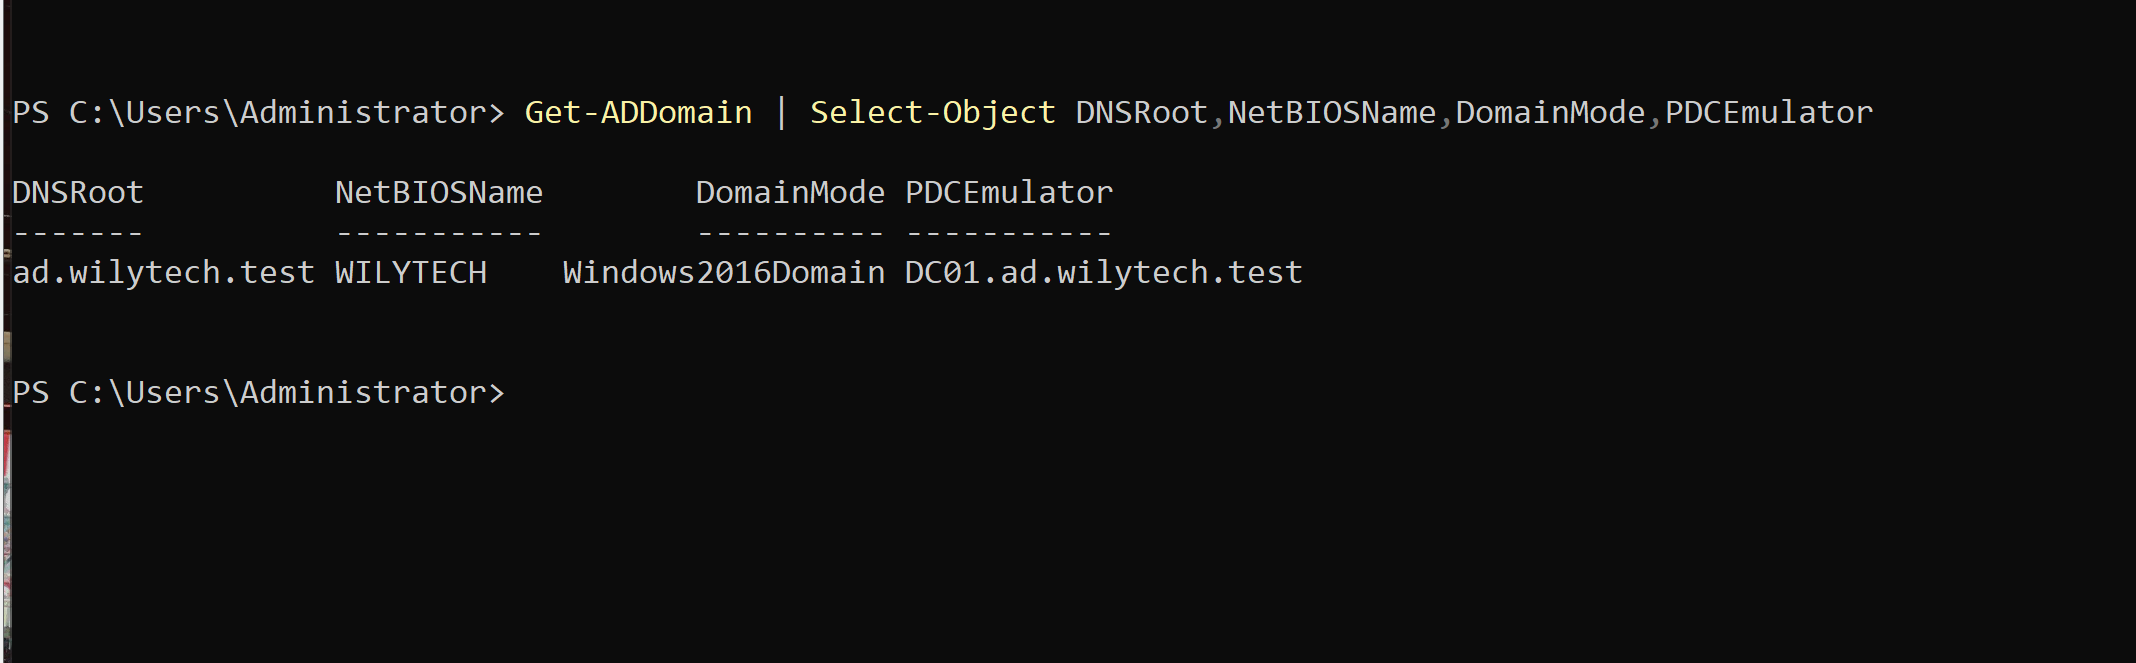 PS C:\Users\Administrator> Get-ADDomain | Select-Object DNSRoot,NetBIOSName,DomainMode,PDCEmulator
DNSRoot          NetBIOSName        DomainMode PDCEmulator
-------          -----------        ---------- -----------
ad.wilytech.test WILYTECH    Windows2016Domain DC01.ad.wilytech.test
PS C:\Users\Administrator>